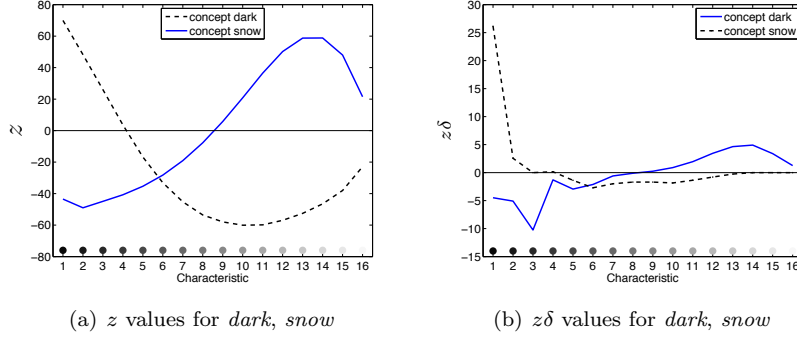 80
60
40
20
0
−20
−40
−60
−80
z
concept dark
concept snow
1 2 3 4 5 6 7 8 9 10 11 12 13 14 15 16
Characteristic
(a) z values for dark, snow
30
25
20
15
10
5
0
−5
−10
−15
zδ
concept dark
concept snow
1 2 3 4 5 6 7 8 9 10 11 12 13 14 15 16
Characteristic
(b) zδ values for dark, snow